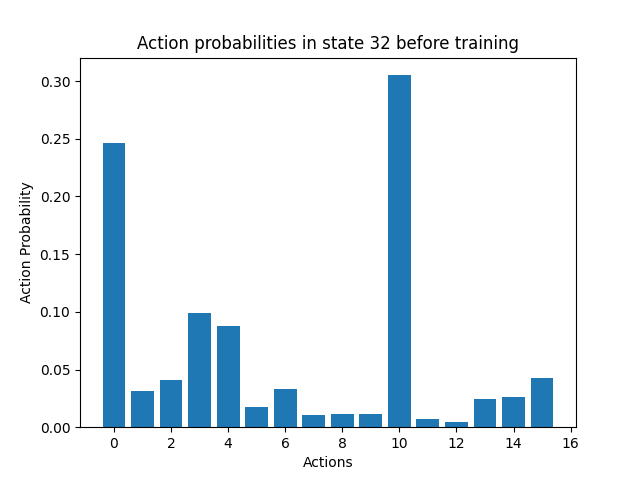 Action probabilities in state 32 before training
0.30
0.25
0.20
0.15
0.10
0.05
0.00
Action Probability
0 2 4 6 8 10 12 14 16
Actions